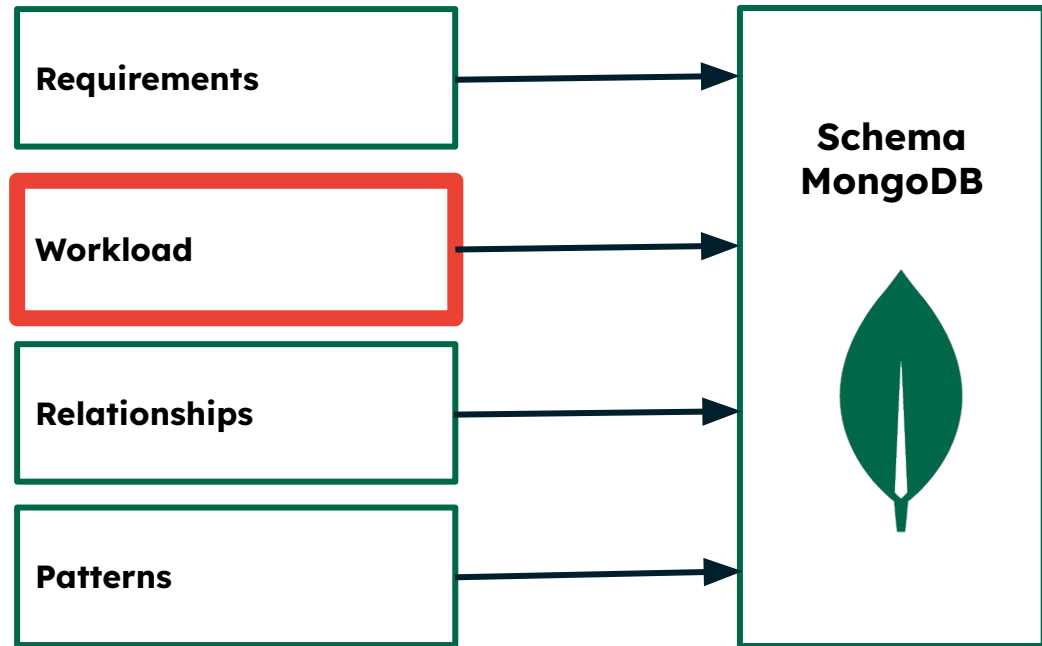 Requirements
Workload
Relationships
Patterns
Schema
MongoDB